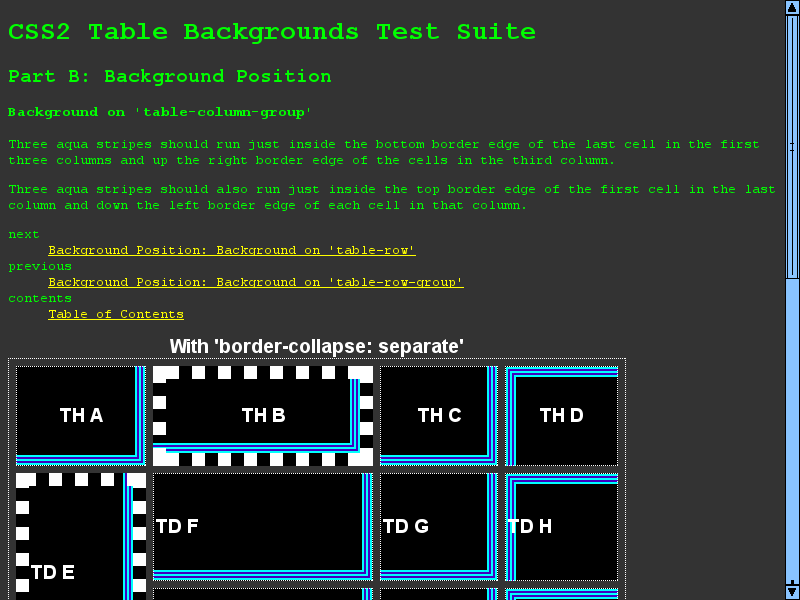 CSS2 Table Backgrounds Test Suite
Part B: Background Position
Background on 'table-column-group'
Three aqua stripes should run just inside the bottom border edge of the last cell in the first
three columns and up the right border edge of the cells in the third column.
Three aqua stripes should also run just inside the top border edge of the first cell in the last
column and down the left border edge of each cell in that column.
next
Background Position: Background on 'table-row'
previous
Background Position: Background on 'table-row-group'
contents
Table of Contents
With 'border-collapse: separate'
TH A TH B TH C TH D
TD F TD G TD H
TD E